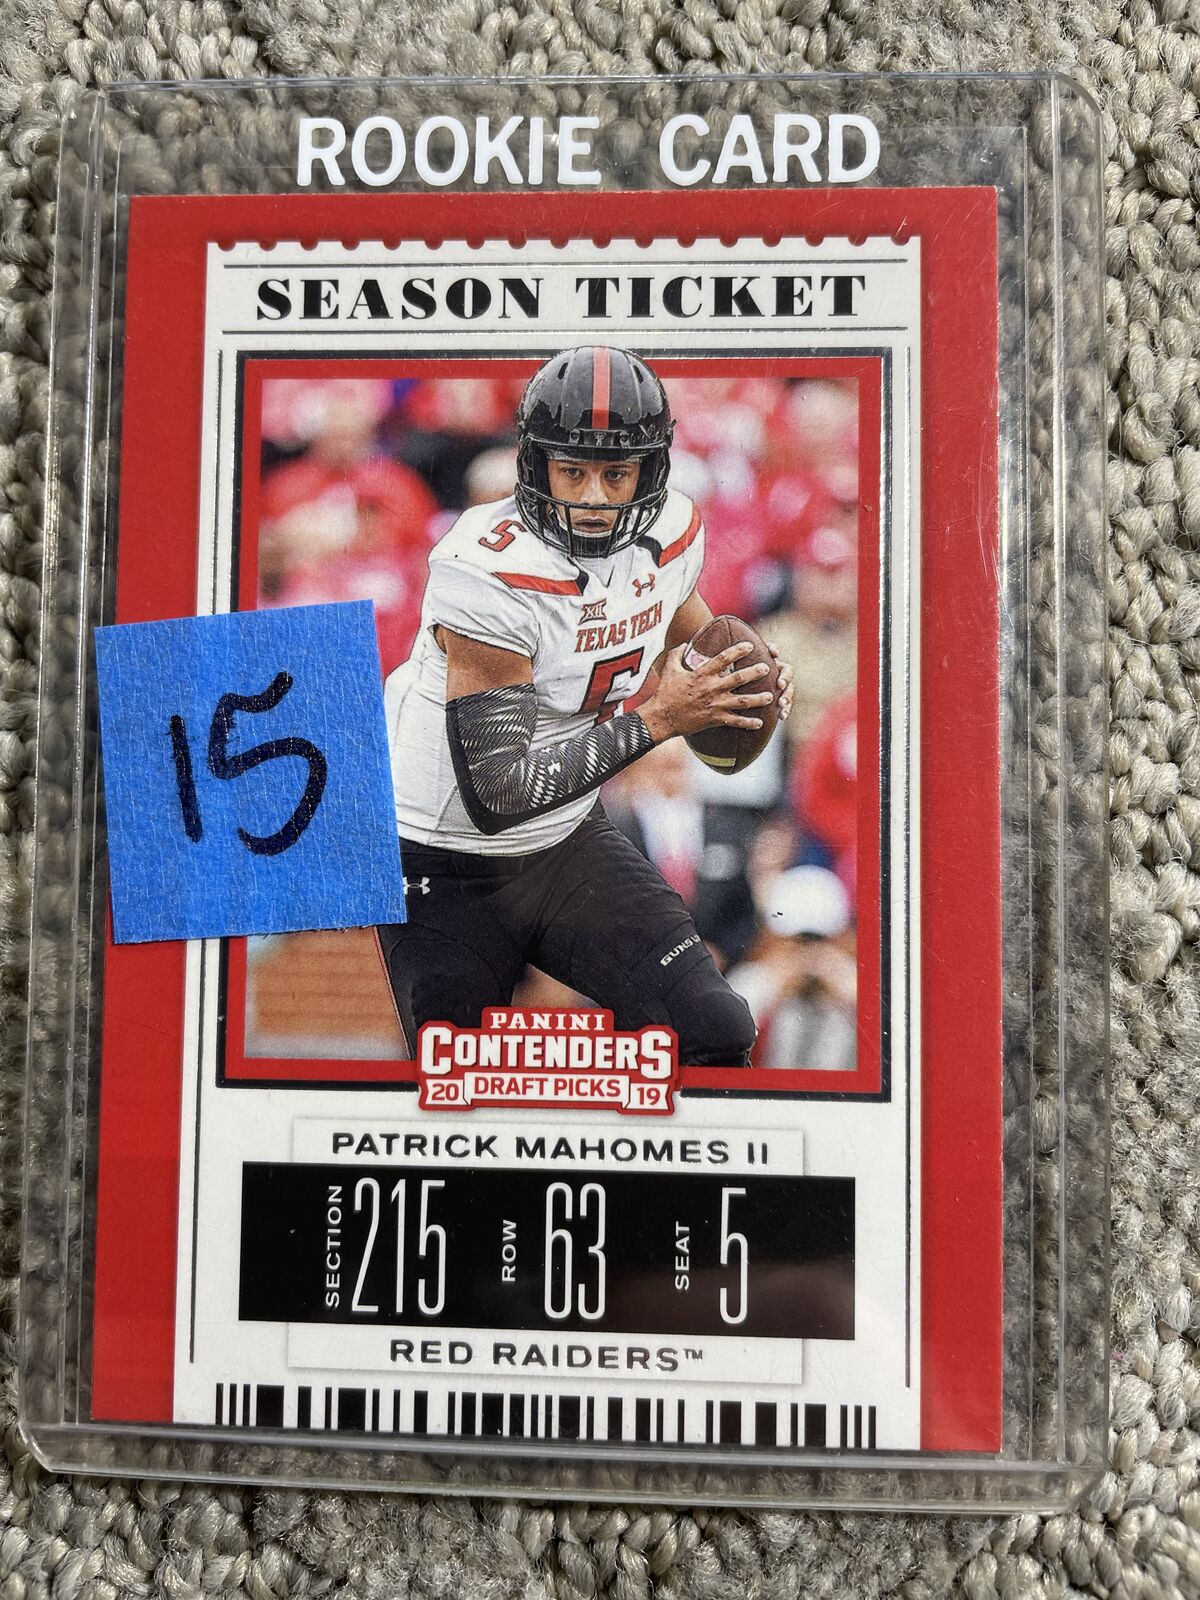 ROOKIE CARD
SEASON TICKET
5
XII
TEXAS TECH
5
15
GUNS U
PANINI
CONTENDERS
20 DRAFT PICKS 19
PATRICK MAHOMES II
SECTION 215 ROW 63 SEAT 5
RED RAIDERS™